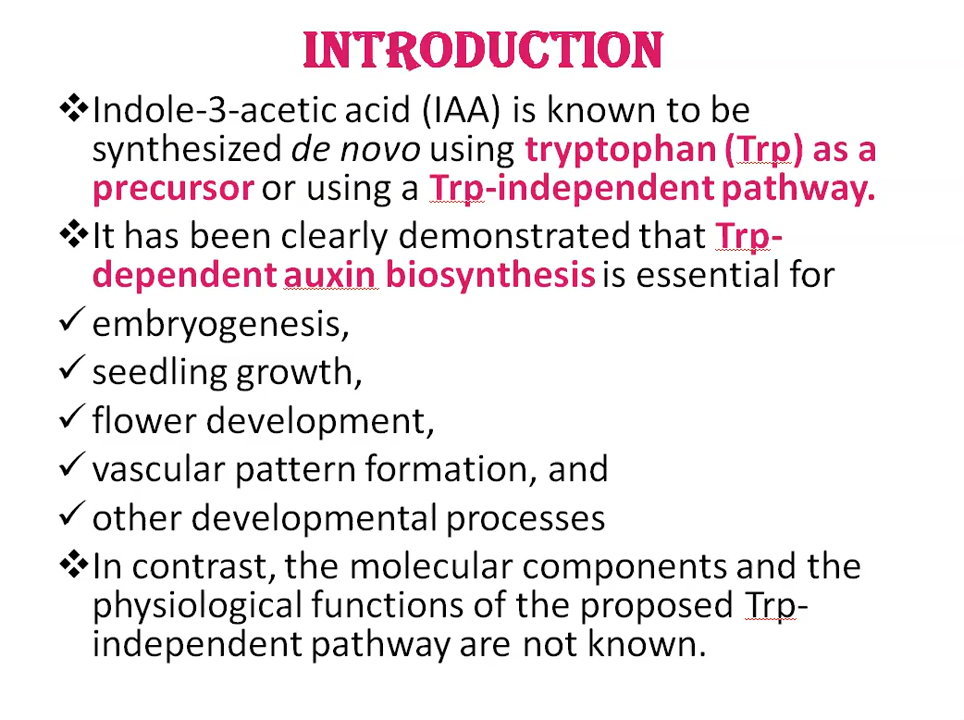 INTRODUCTION
❖Indole-3-acetic acid (IAA) is known to be
synthesized de novo using tryptophan (Trp) as a
precursor or using a Trp-independent pathway.
❖It has been clearly demonstrated that Trp-
dependent auxin biosynthesis is essential for
✓ embryogenesis,
✓ seedling growth,
✓ flower development,
✓ vascular pattern formation, and
✓ other developmental processes
❖In contrast, the molecular components and the
physiological functions of the proposed Trp-
independent pathway are not known.